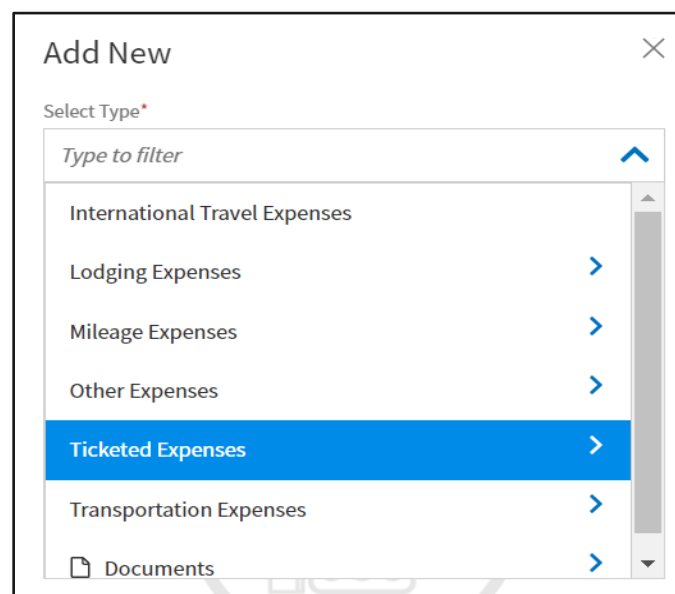 Add New
Select Type*
Type to filter
International Travel Expenses
Lodging Expenses
Mileage Expenses
Other Expenses
Ticketed Expenses
Transportation Expenses
Documents